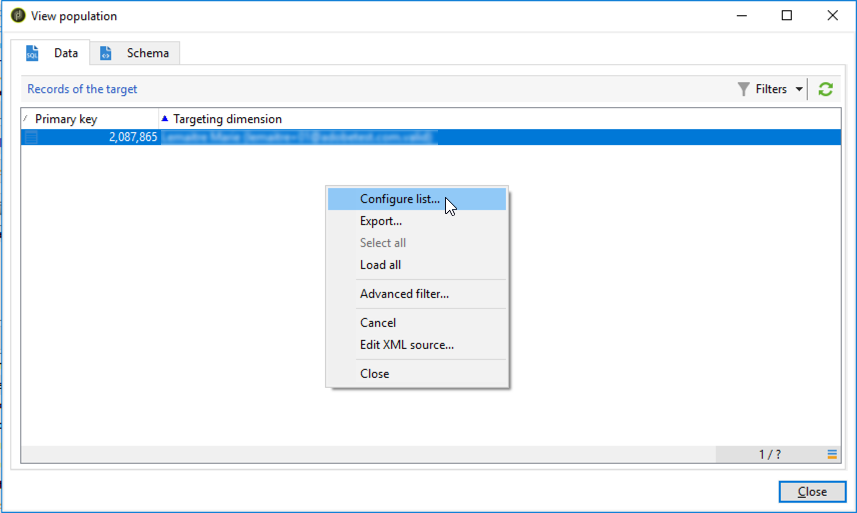 View population
Data
Schema
Records of the target
Filters
Primary key
Targeting dimension
2,087,865
Configure list...
Export...
Select all
Load all
Advanced filter...
Cancel
Edit XML source...
Close
1 / ?
Close